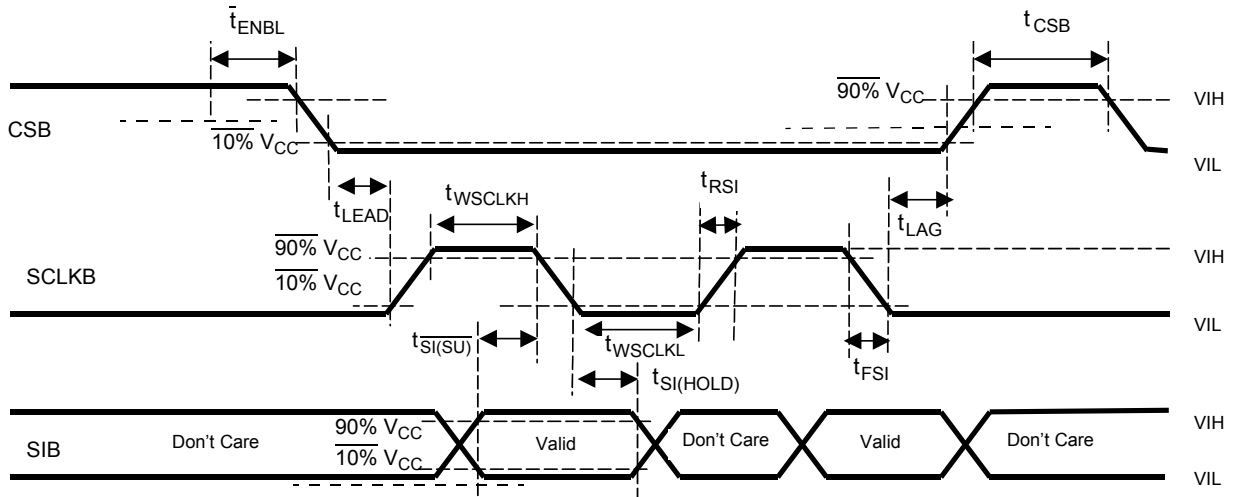 tENBL
tCSB
90% VCC
VIH
CSB
10% VCC
VIL
tLEAD
tWSCLKH
tRSI
tLAG
90% VCC
VIH
SCLKB
10% VCC
VIL
tSI(SU)
tWSCLKL
tFSI
tSI(HOLD)
VIH
SIB
Don't Care
90% VCC
10% VCC
Valid
Don't Care
Valid
Don't Care
VIL